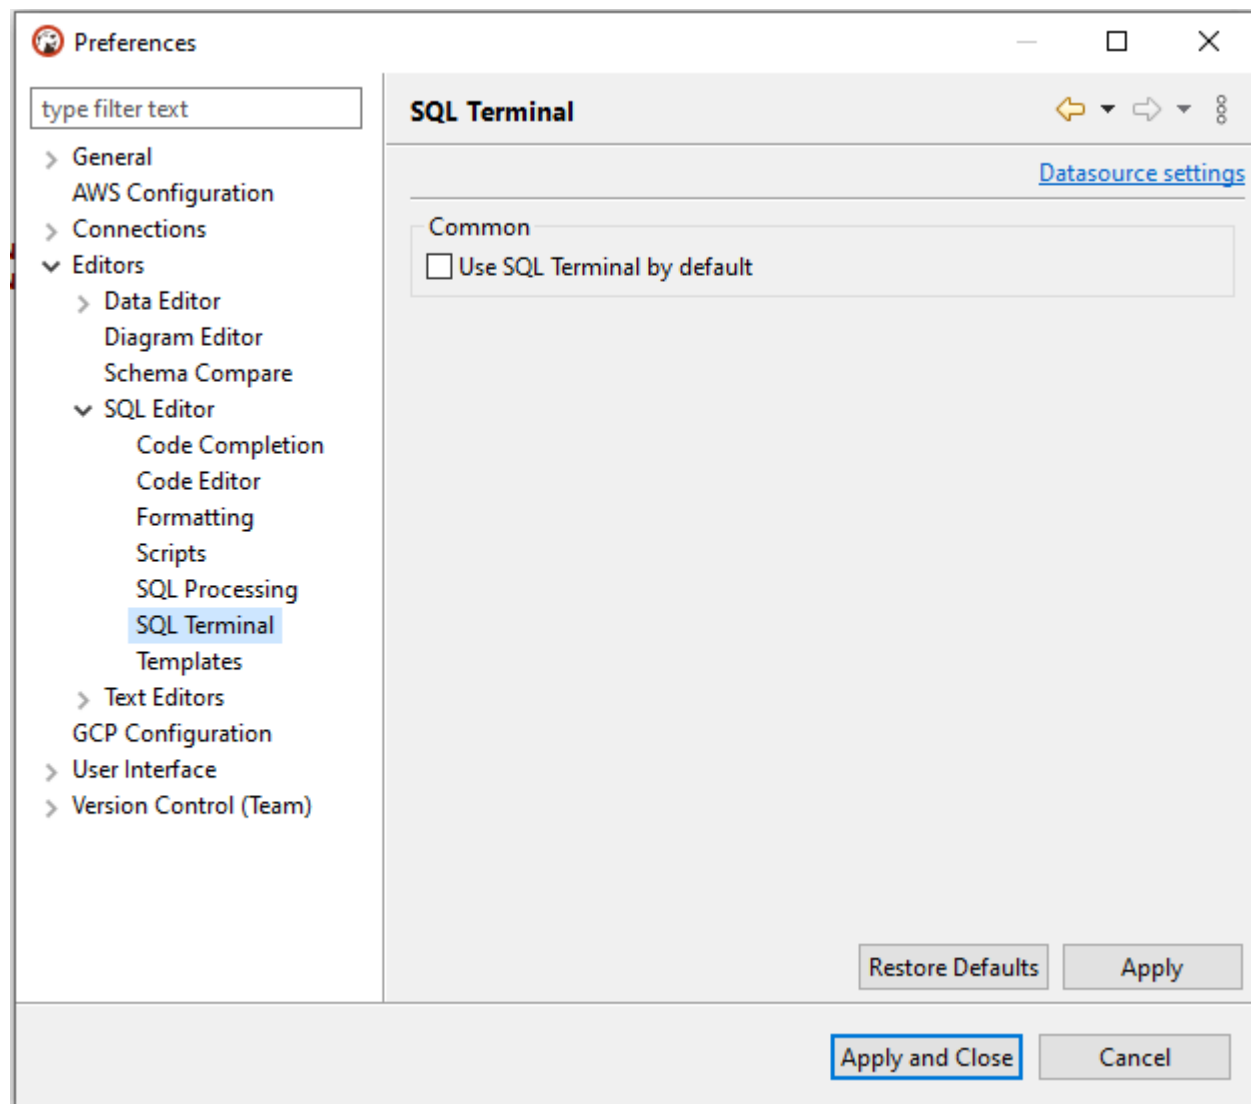 Preferences
type filter text
General
AWS Configuration
Connections
Editors
Data Editor
Diagram Editor
Schema Compare
SQL Editor
Code Completion
Code Editor
Formatting
Scripts
SQL Processing
SQL Terminal
Templates
Text Editors
GCP Configuration
User Interface
Version Control (Team)
SQL Terminal
Datasource settings
Common
Use SQL Terminal by default
Restore Defaults
Apply
Apply and Close
Cancel